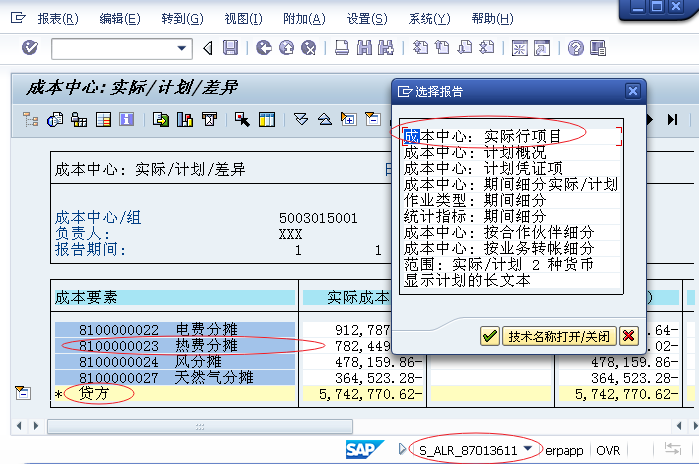 报表(R) 编辑(E) 转到(G) 视图(I) 附加(A) 设置(S) 系统(Y) 帮助(H)
成本中心:实际/计划/差异
成本中心: 实际/计划/差异
成本中心/组 5003015001
负责人: XXX
报告期间: 1 1
成本要素 实际成本
8100000022 电费分摊 912,787 64-
8100000023 热费分摊 782,449 02-
8100000024 风分摊 478,159.86- 478,159.86-
8100000027 天然气分摊 364,523.28- 364,523.28-
* 贷方 5,742,770.62- 5,742,770.62-
选择报告
成本中心: 实际行项目
成本中心: 计划概况
成本中心: 计划凭证项
成本中心: 期间细分实际/计划
作业类型: 期间细分
统计指标: 期间细分
成本中心: 按合作伙伴细分
成本中心: 按业务转帐细分
范围: 实际/计划 2 种货币
显示计划的长文本
技术名称打开/关闭
SAP S_ALR_87013611 erpapp OVR